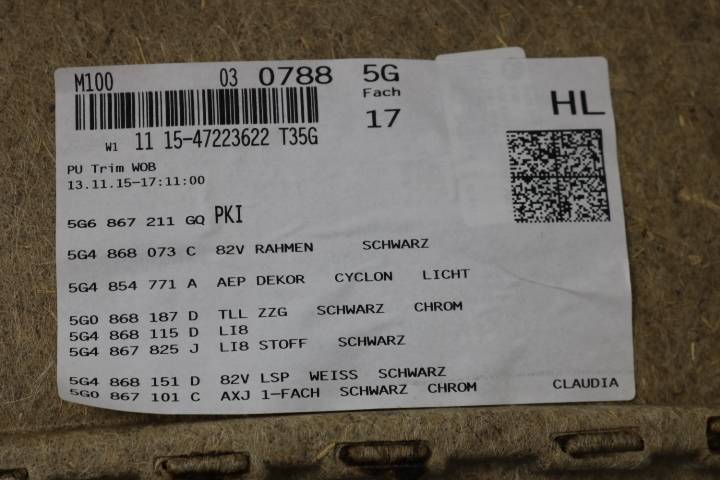 M100 03 0788 5G
Fach
17
HL
W1 11 15-47223622 T35G
PU Trim WOB
13.11.15-17:11:00
5G6 867 211 GQ PKI
5G4 868 073 C 82V RAHMEN SCHWARZ
5G4 854 771 A AEP DEKOR CYCLON LICHT
5G0 868 187 D TLL ZZG SCHWARZ CHROM
5G4 868 115 D LI8
5G4 867 825 J LI8 STOFF SCHWARZ
5G4 868 151 D 82V LSP WEISS SCHWARZ
5G0 867 101 C AXJ 1-FACH SCHWARZ CHROM
CLAUDIA